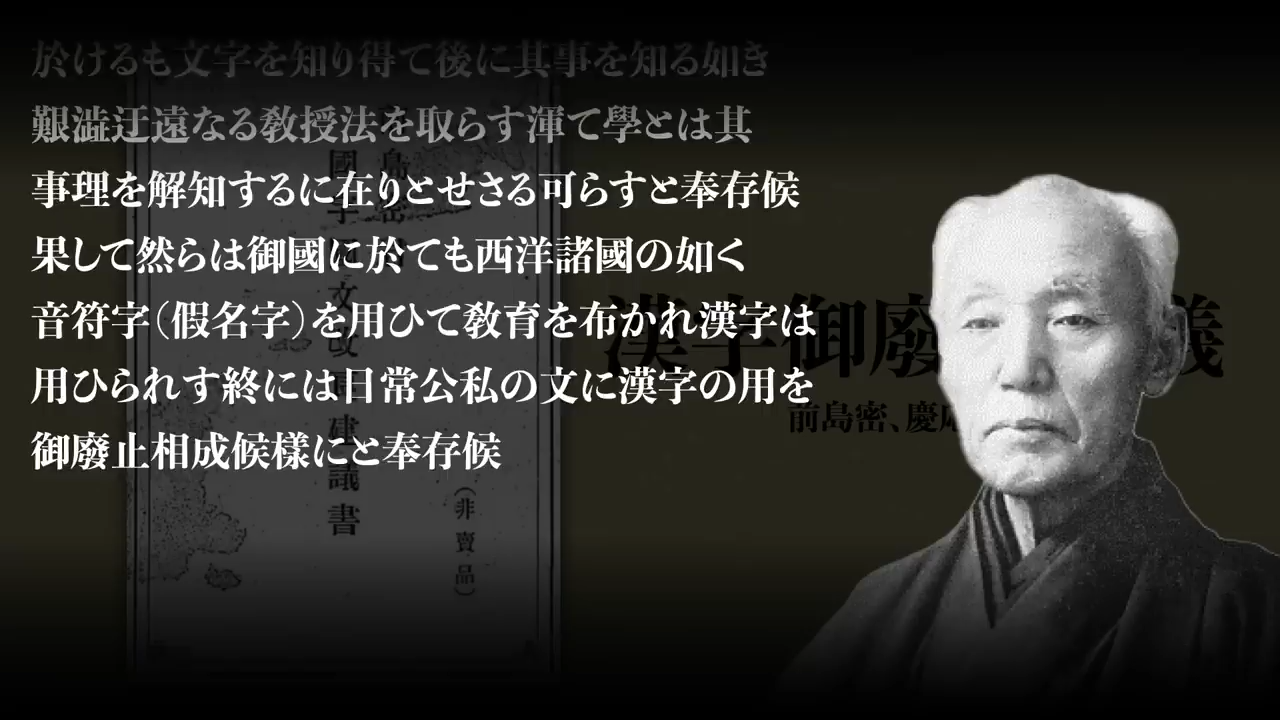 於けるも文字を知り得て後に其事を知る如き
艱澁迂遠なる敎授法を取らす渾て學とは其
事理を解知するに在りとせさる可らすと奉存候
果して然らは御國に於ても西洋諸國の如く
音符字（假名字）を用ひて敎育を布かれ漢字は
用ひられす終には日常公私の文に漢字の用を
御廢止相成候樣にと奉存候
漢字御廢
議
前島密、慶応
島密
國字
文改
建議書
（非賣品）